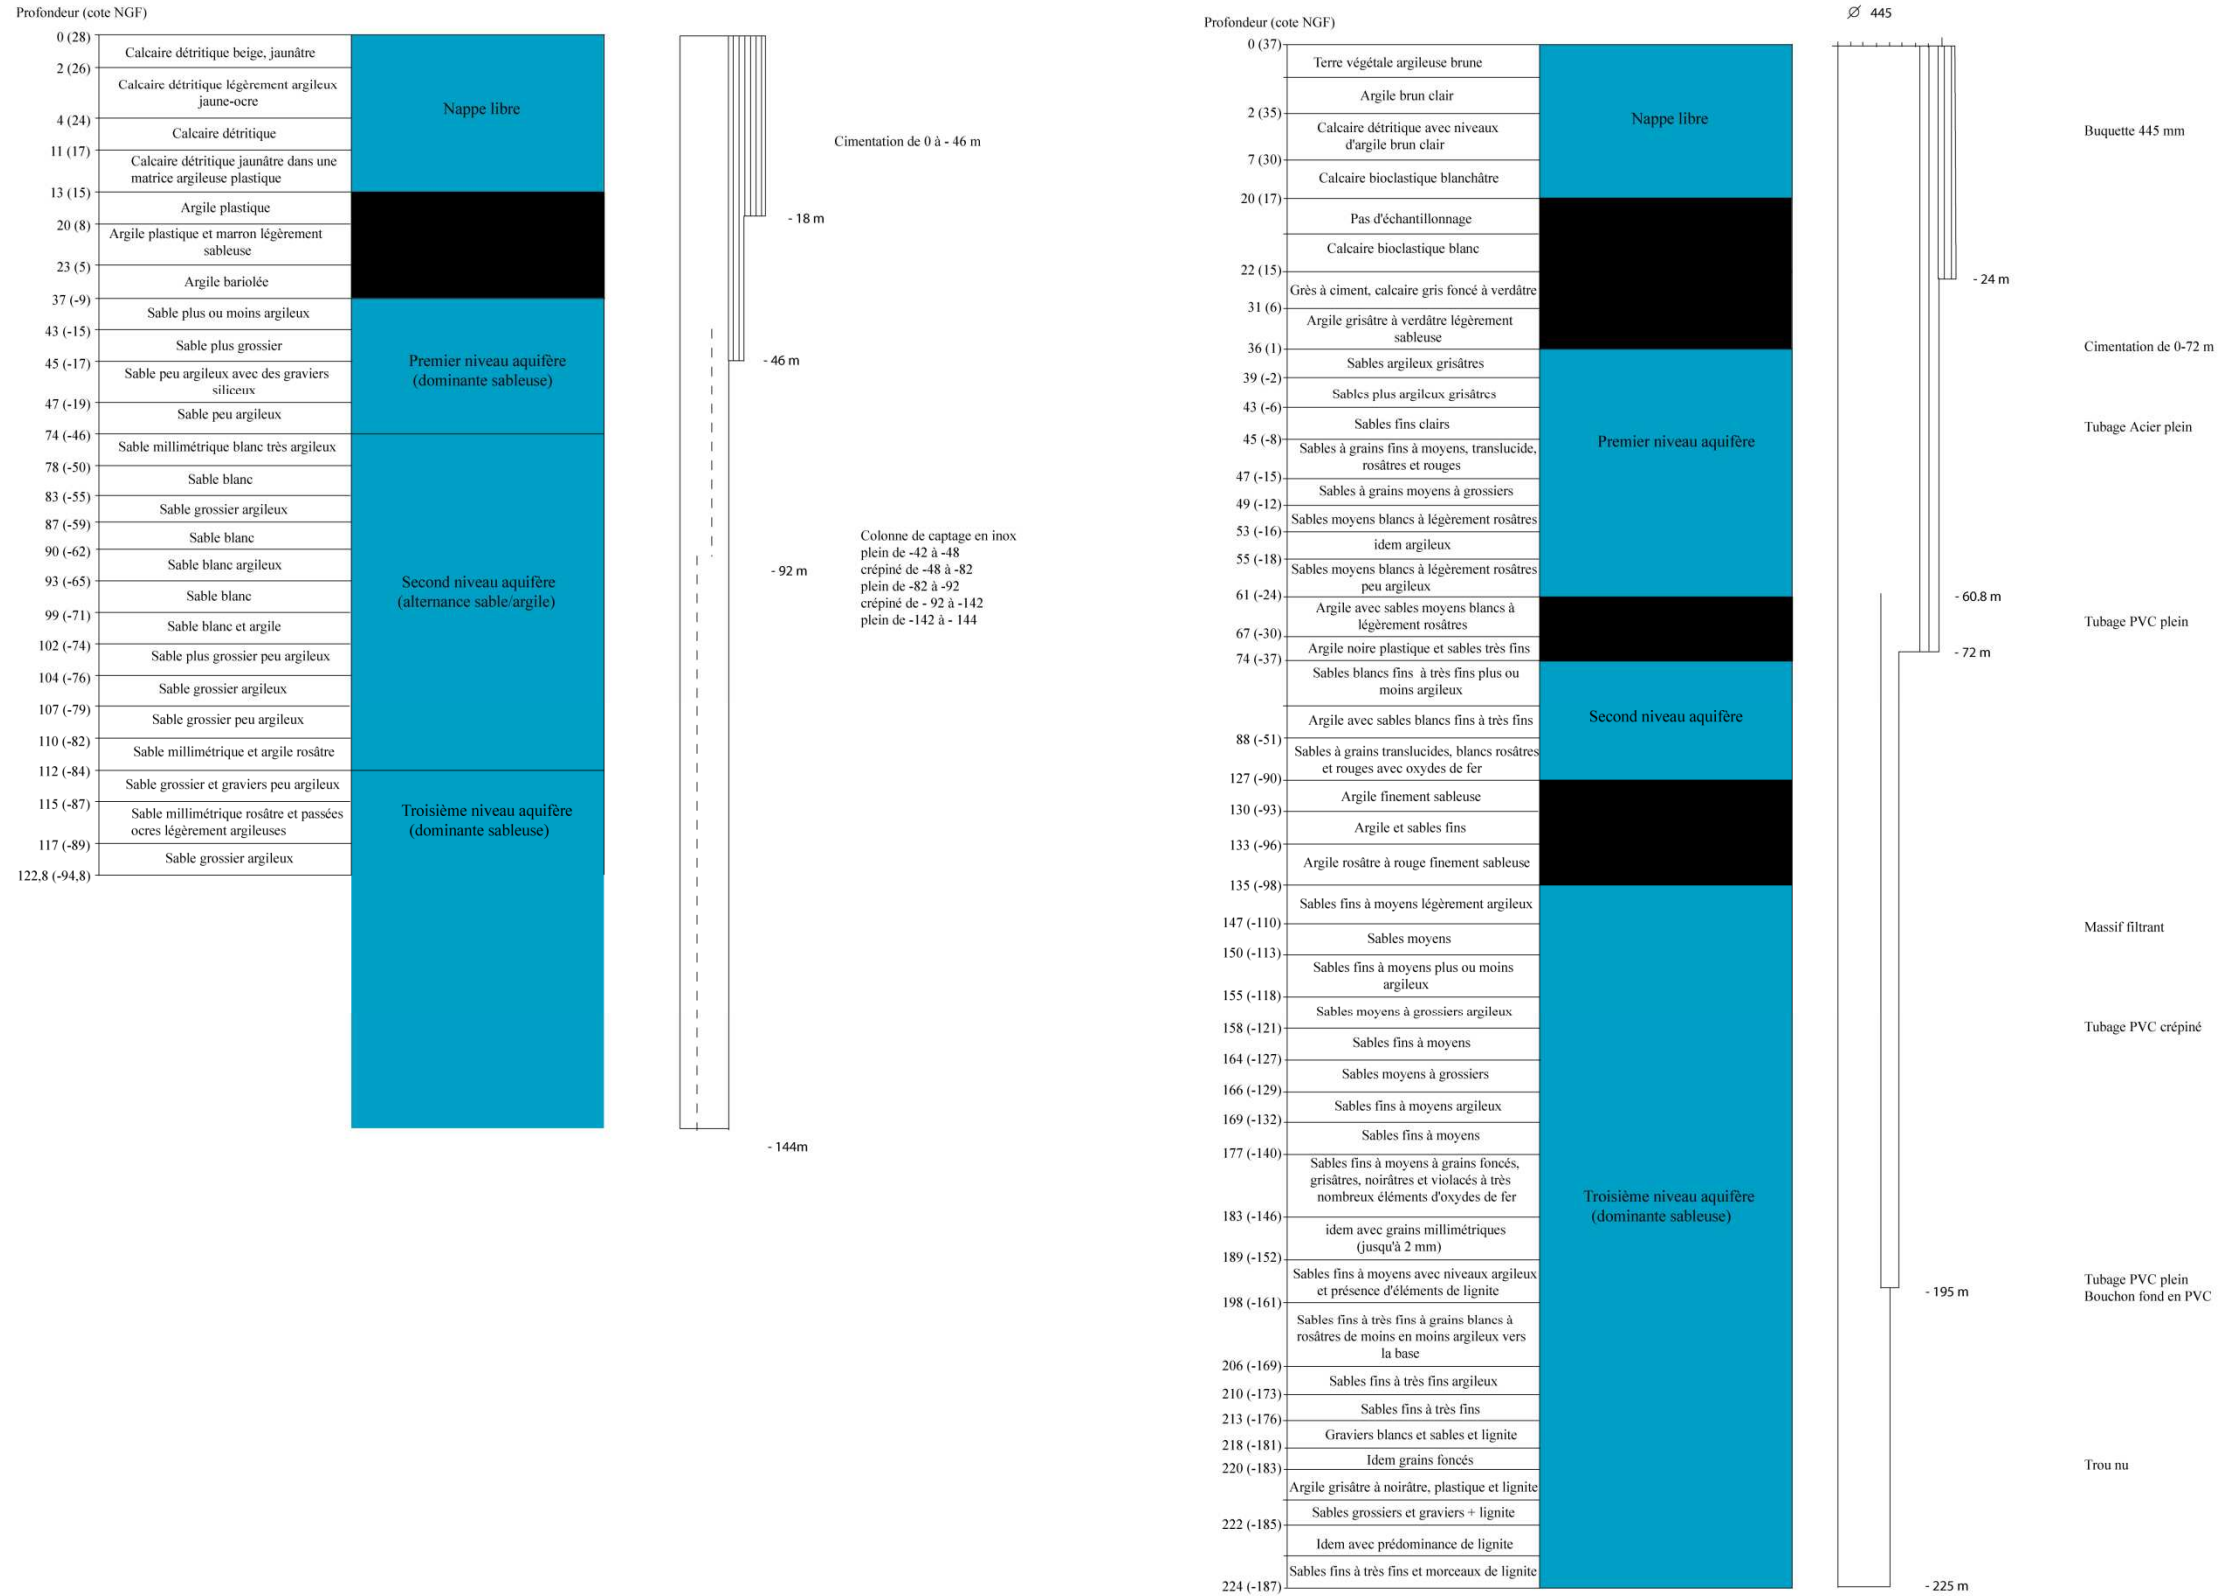 Profondeur (cote NGF)
0 (28)
Calcaire détritique beige, jaunâtre
2 (26)
Calcaire détritique légèrement argileux
jaune-ocre
4 (24)
Calcaire détritique
11 (17)
Calcaire détritique jaunâtre dans une
matrice argileuse plastique
13 (15)
Argile plastique
20 (8)
Argile plastique et marron légèrement
sableuse
23 (5)
Argile bariolée
37 (-9)
Sable plus ou moins argileux
43 (-15)
Sable plus grossier
45 (-17)
Sable peu argileux avec des graviers
siliceux
47 (-19)
Sable peu argileux
74 (-46)
Sable millimétrique blanc très argileux
78 (-50)
Sable blanc
83 (-55)
Sable grossier argileux
87 (-59)
Sable blanc
90 (-62)
Sable blanc argileux
93 (-65)
Sable blanc
99 (-71)
Sable blanc et argile
102 (-74)
Sable plus grossier peu argileux
104 (-76)
Sable grossier argileux
107 (-79)
Sable grossier peu argileux
110 (-82)
Sable millimétrique et argile rosâtre
112 (-84)
Sable grossier et graviers peu argileux
115 (-87)
Sable millimétrique rosâtre et passées
ocres légèrement argileuses
117 (-89)
Sable grossier argileux
122,8 (-94,8)
Nappe libre
Premier niveau aquifère
(dominante sableuse)
Second niveau aquifère
(alternance sable/argile)
Troisième niveau aquifère
(dominante sableuse)
- 18 m
- 46 m
- 92 m
- 144m
Cimentation de 0 à - 46 m
Colonne de captage en inox
plein de -42 à -48
crépiné de -48 à -82
plein de -82 à -92
crépiné de - 92 à -142
plein de -142 à - 144
Profondeur (cote NGF)
0 (37)
Terre végétale argileuse brune
Argile brun clair
2 (35)
Calcaire détritique avec niveaux
d'argile brun clair
7 (30)
Calcaire bioclastique blanchâtre
20 (17)
Pas d'échantillonnage
Calcaire bioclastique blanc
22 (15)
Grès à ciment, calcaire gris foncé à verdâtre
31 (6)
Argile grisâtre à verdâtre légèrement
sableuse
36 (1)
Sables argileux grisâtres
39 (-2)
Sables plus argileux grisâtres
43 (-6)
Sables fins clairs
45 (-8)
Sables à grains fins à moyens, translucide,
rosâtres et rouges
47 (-15)
Sables à grains moyens à grossiers
49 (-12)
Sables moyens blancs à légèrement rosâtres
53 (-16)
idem argileux
55 (-18)
Sables moyens blancs à légèrement rosâtres
peu argileux
61 (-24)
Argile avec sables moyens blancs à
légèrement rosâtres
67 (-30)
Argile noire plastique et sables très fins
74 (-37)
Sables blancs fins à très fins plus ou
moins argileux
Argile avec sables blancs fins à très fins
88 (-51)
Sables à grains translucides, blancs rosâtres
et rouges avec oxydes de fer
127 (-90)
Argile finement sableuse
130 (-93)
Argile et sables fins
133 (-96)
Argile rosâtre à rouge finement sableuse
135 (-98)
Sables fins à moyens légèrement argileux
147 (-110)
Sables moyens
150 (-113)
Sables fins à moyens plus ou moins
argileux
155 (-118)
Sables moyens à grossiers argileux
158 (-121)
Sables fins à moyens
164 (-127)
Sables moyens à grossiers
166 (-129)
Sables fins à moyens argileux
169 (-132)
Sables fins à moyens
177 (-140)
Sables fins à moyens à grains foncés,
grisâtres, noirâtres et violacés à très
nombreux éléments d'oxydes de fer
183 (-146)
idem avec grains millimétriques
(jusqu'à 2 mm)
189 (-152)
Sables fins à moyens avec niveaux argileux
et présence d'éléments de lignite
198 (-161)
Sables fins à très fins à grains blancs à
rosâtres de moins en moins argileux vers
la base
206 (-169)
Sables fins à très fins argileux
210 (-173)
Sables fins à très fins
213 (-176)
Graviers blancs et sables et lignite
218 (-181)
Idem grains foncés
220 (-183)
Argile grisâtre à noirâtre, plastique et lignite
Sables grossiers et graviers + lignite
222 (-185)
Idem avec prédominance de lignite
Sables fins à très fins et morceaux de lignite
224 (-187)
Nappe libre
Premier niveau aquifère
Second niveau aquifère
Troisième niveau aquifère
(dominante sableuse)
Ø 445
- 24 m
- 60.8 m
- 72 m
- 195 m
- 225 m
Buquette 445 mm
Cimentation de 0-72 m
Tubage Acier plein
Tubage PVC plein
Massif filtrant
Tubage PVC crépiné
Tubage PVC plein
Bouchon fond en PVC
Trou nu